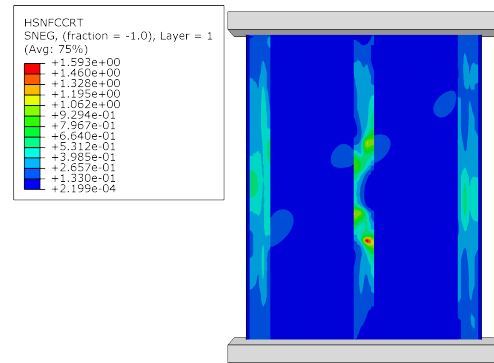 HSNFCCRT
SNEG, (fraction = -1.0), Layer = 1
(Avg: 75%)
+1.593e+00
+1.460e+00
+1.328e+00
+1.195e+00
+1.062e+00
+9.294e-01
+7.967e-01
+6.640e-01
+5.312e-01
+3.985e-01
+2.657e-01
+1.330e-01
+2.199e-04